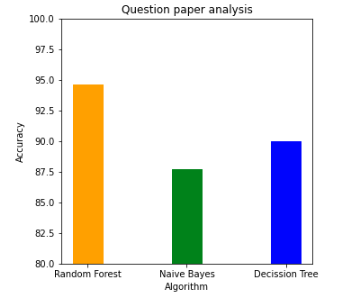 Question paper analysis
100.0
97.5
95.0
92.5
90.0
87.5
85.0
82.5
80.0
Accuracy
Random Forest Naive Bayes Decission Tree
Algorithm